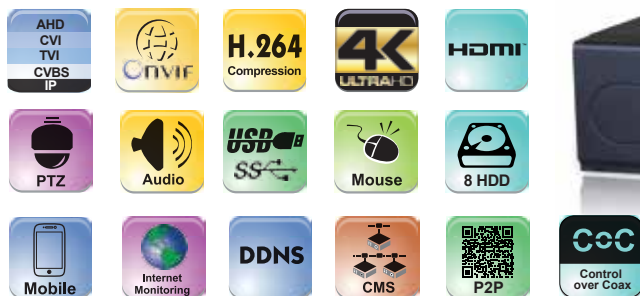 AHD
CVI
TVI
CVBS
IP
ONVIF
H.264
Compression
4K
ULTRA HD
HDMI
PTZ
Audio
USB
SS
Mouse
8 HDD
Mobile
Internet
Monitoring
DDNS
CMS
P2P
CoC
Control
over Coax